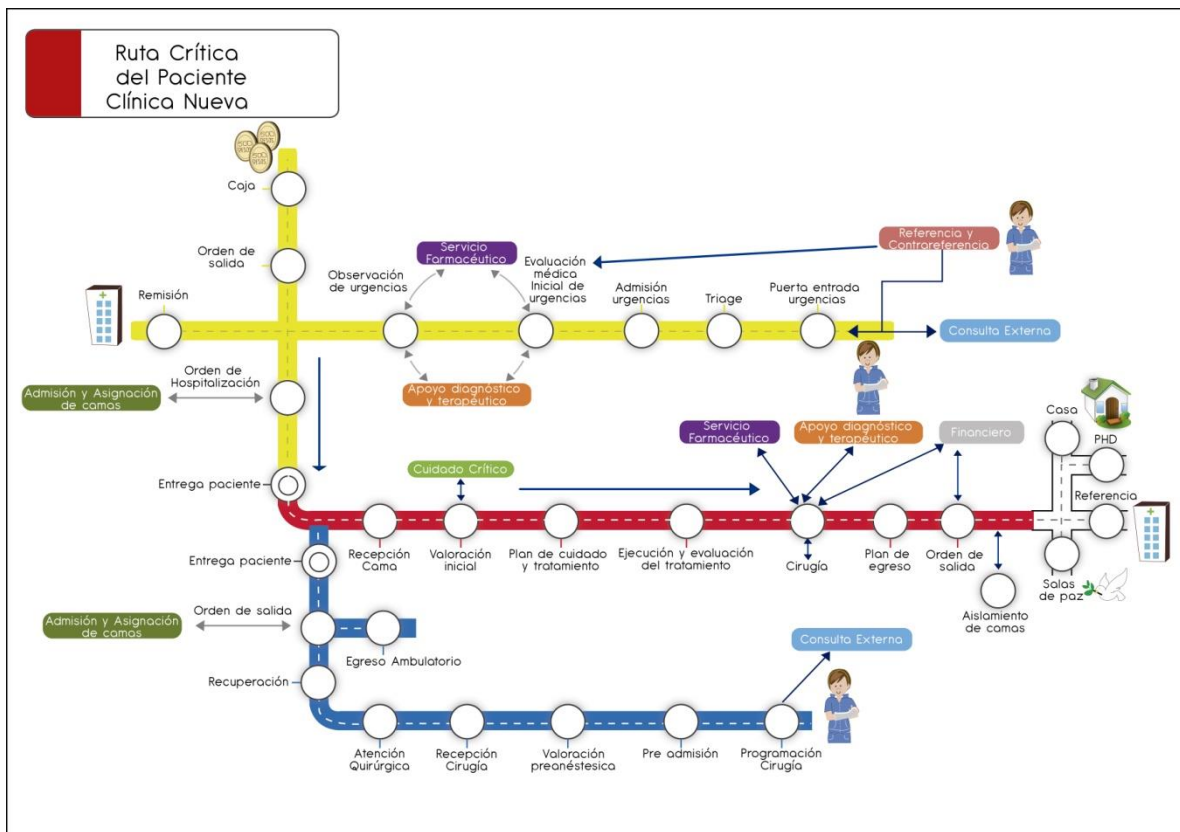 Ruta Crítica
del Paciente
Clínica Nueva
Caja
Orden de
salida
Remisión
Observación
de urgencias
Servicio
Farmacéutico
Evaluación
médica
Inicial de
urgencias
Admisión
urgencias
Triage
Puerta entrada
urgencias
Referencia y
Contrareferencia
Consulta Externa
Orden de
Hospitalización
Admisión y Asignación
de camas
Apoyo diagnóstico
y terapéutico
Entrega paciente
Cuidado Crítico
Servicio
Farmacéutico
Apoyo diagnóstico
y terapéutico
Financiero
Casa
PHD
Referencia
Recepción
Cama
Valoración
inicial
Plan de cuidado
y tratamiento
Ejecución y evaluación
del tratamiento
Cirugía
Plan de
egreso
Orden de
salida
Salas
de paz
Aislamiento
de camas
Entrega paciente
Orden de salida
Admisión y Asignación
de camas
Egreso Ambulatorio
Recuperación
Consulta Externa
Atención
Quirúrgica
Recepción
Cirugía
Valoración
preanéstesica
Pre admisión
Programación
Cirugía